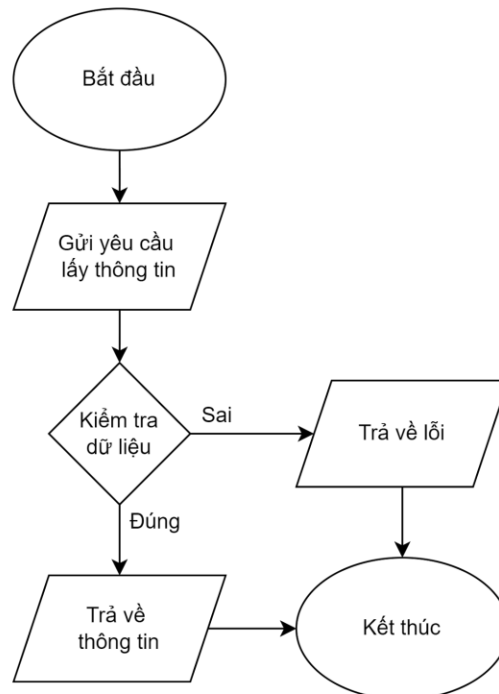 Bắt đầu
Gửi yêu cầu
lấy thông tin
Kiểm tra
dữ liệu
Sai
Trả về lỗi
Đúng
Trả về
thông tin
Kết thúc